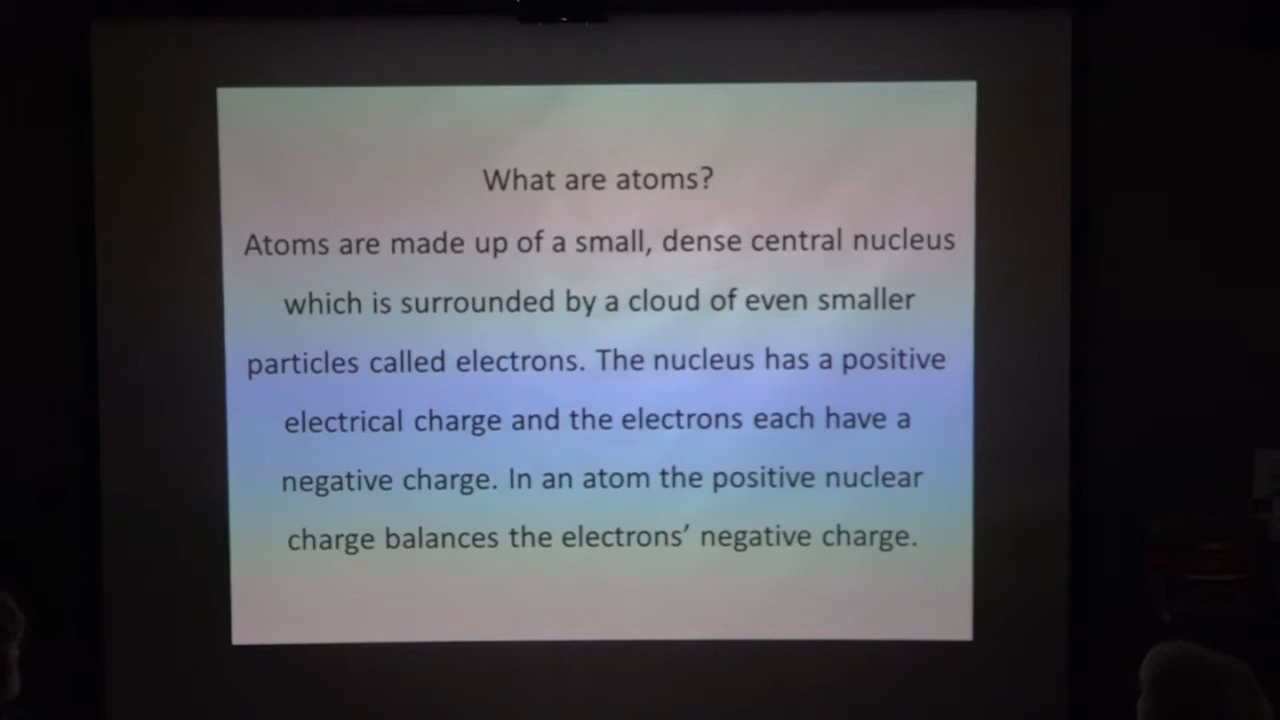 What are atoms?
Atoms are made up of a small, dense central nucleus
which is surrounded by a cloud of even smaller
particles called electrons. The nucleus has a positive
electrical charge and the electrons each have a
negative charge. In an atom the positive nuclear
charge balances the electrons’ negative charge.